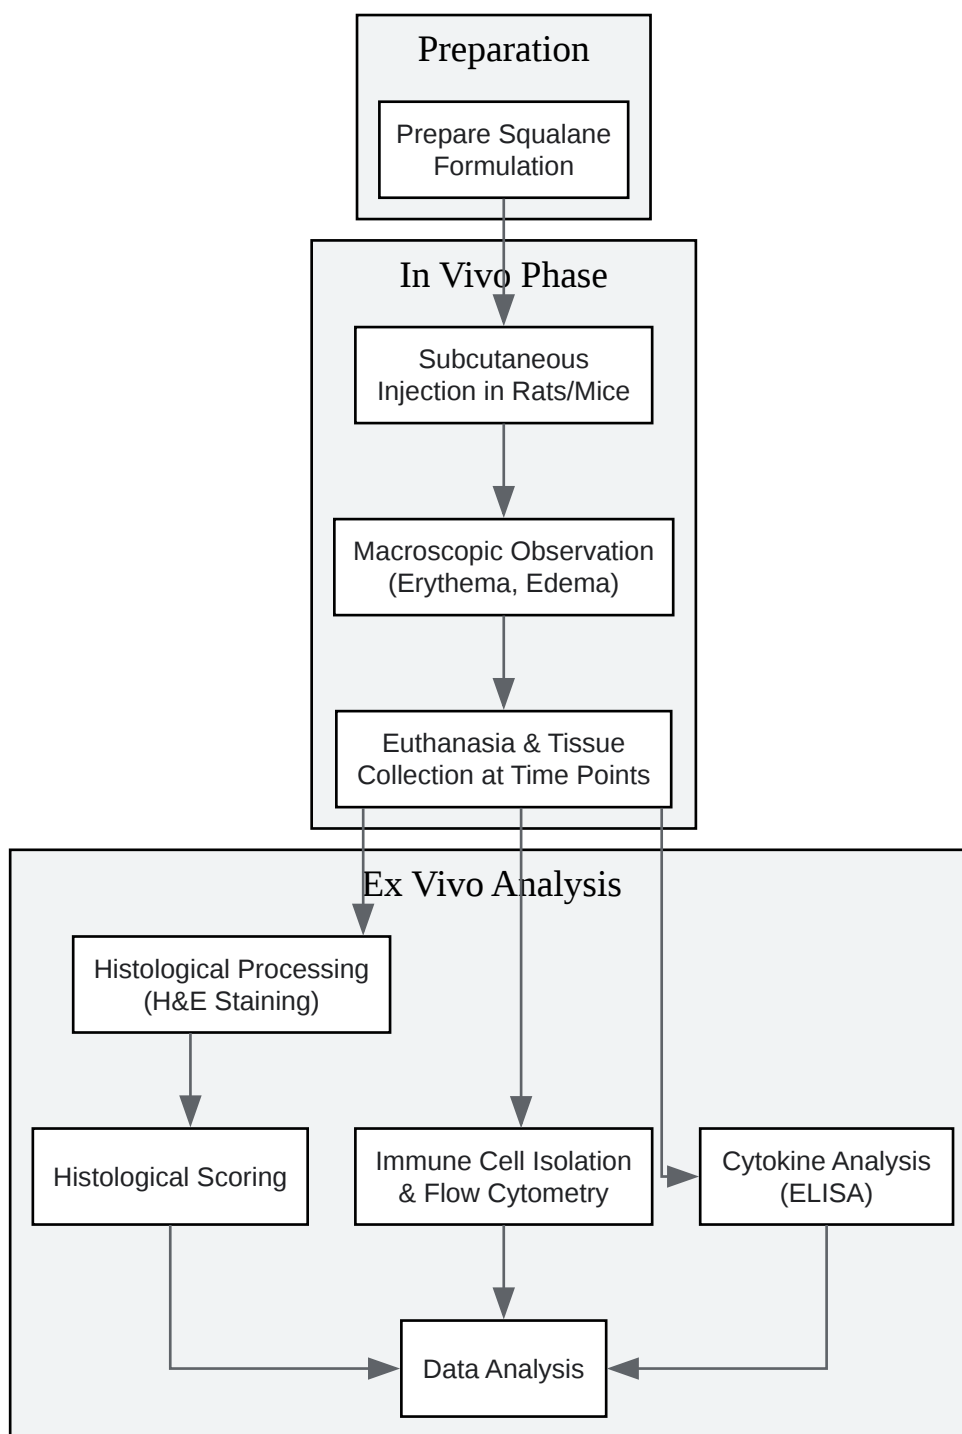 Preparation
Prepare Squalane
Formulation
In Vivo Phase
Subcutaneous
Injection in Rats/Mice
Macroscopic Observation
(Erythema, Edema)
Euthanasia & Tissue
Collection at Time Points
Ex Vivo Analysis
Histological Processing
(H&E Staining)
Histological Scoring
Immune Cell Isolation
& Flow Cytometry
Cytokine Analysis
(ELISA)
Data Analysis